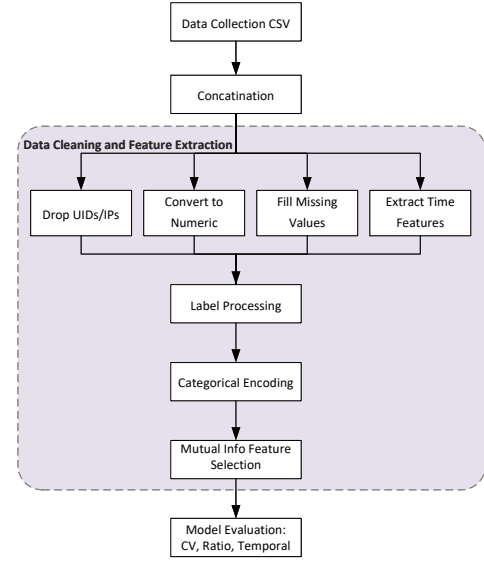 Data Collection CSV
Concatination
Data Cleaning and Feature Extraction
Drop UIDs/IPs
Convert to
Numeric
Fill Missing
Values
Extract Time
Features
Label Processing
Categorical Encoding
Mutual Info Feature
Selection
Model Evaluation:
CV, Ratio, Temporal